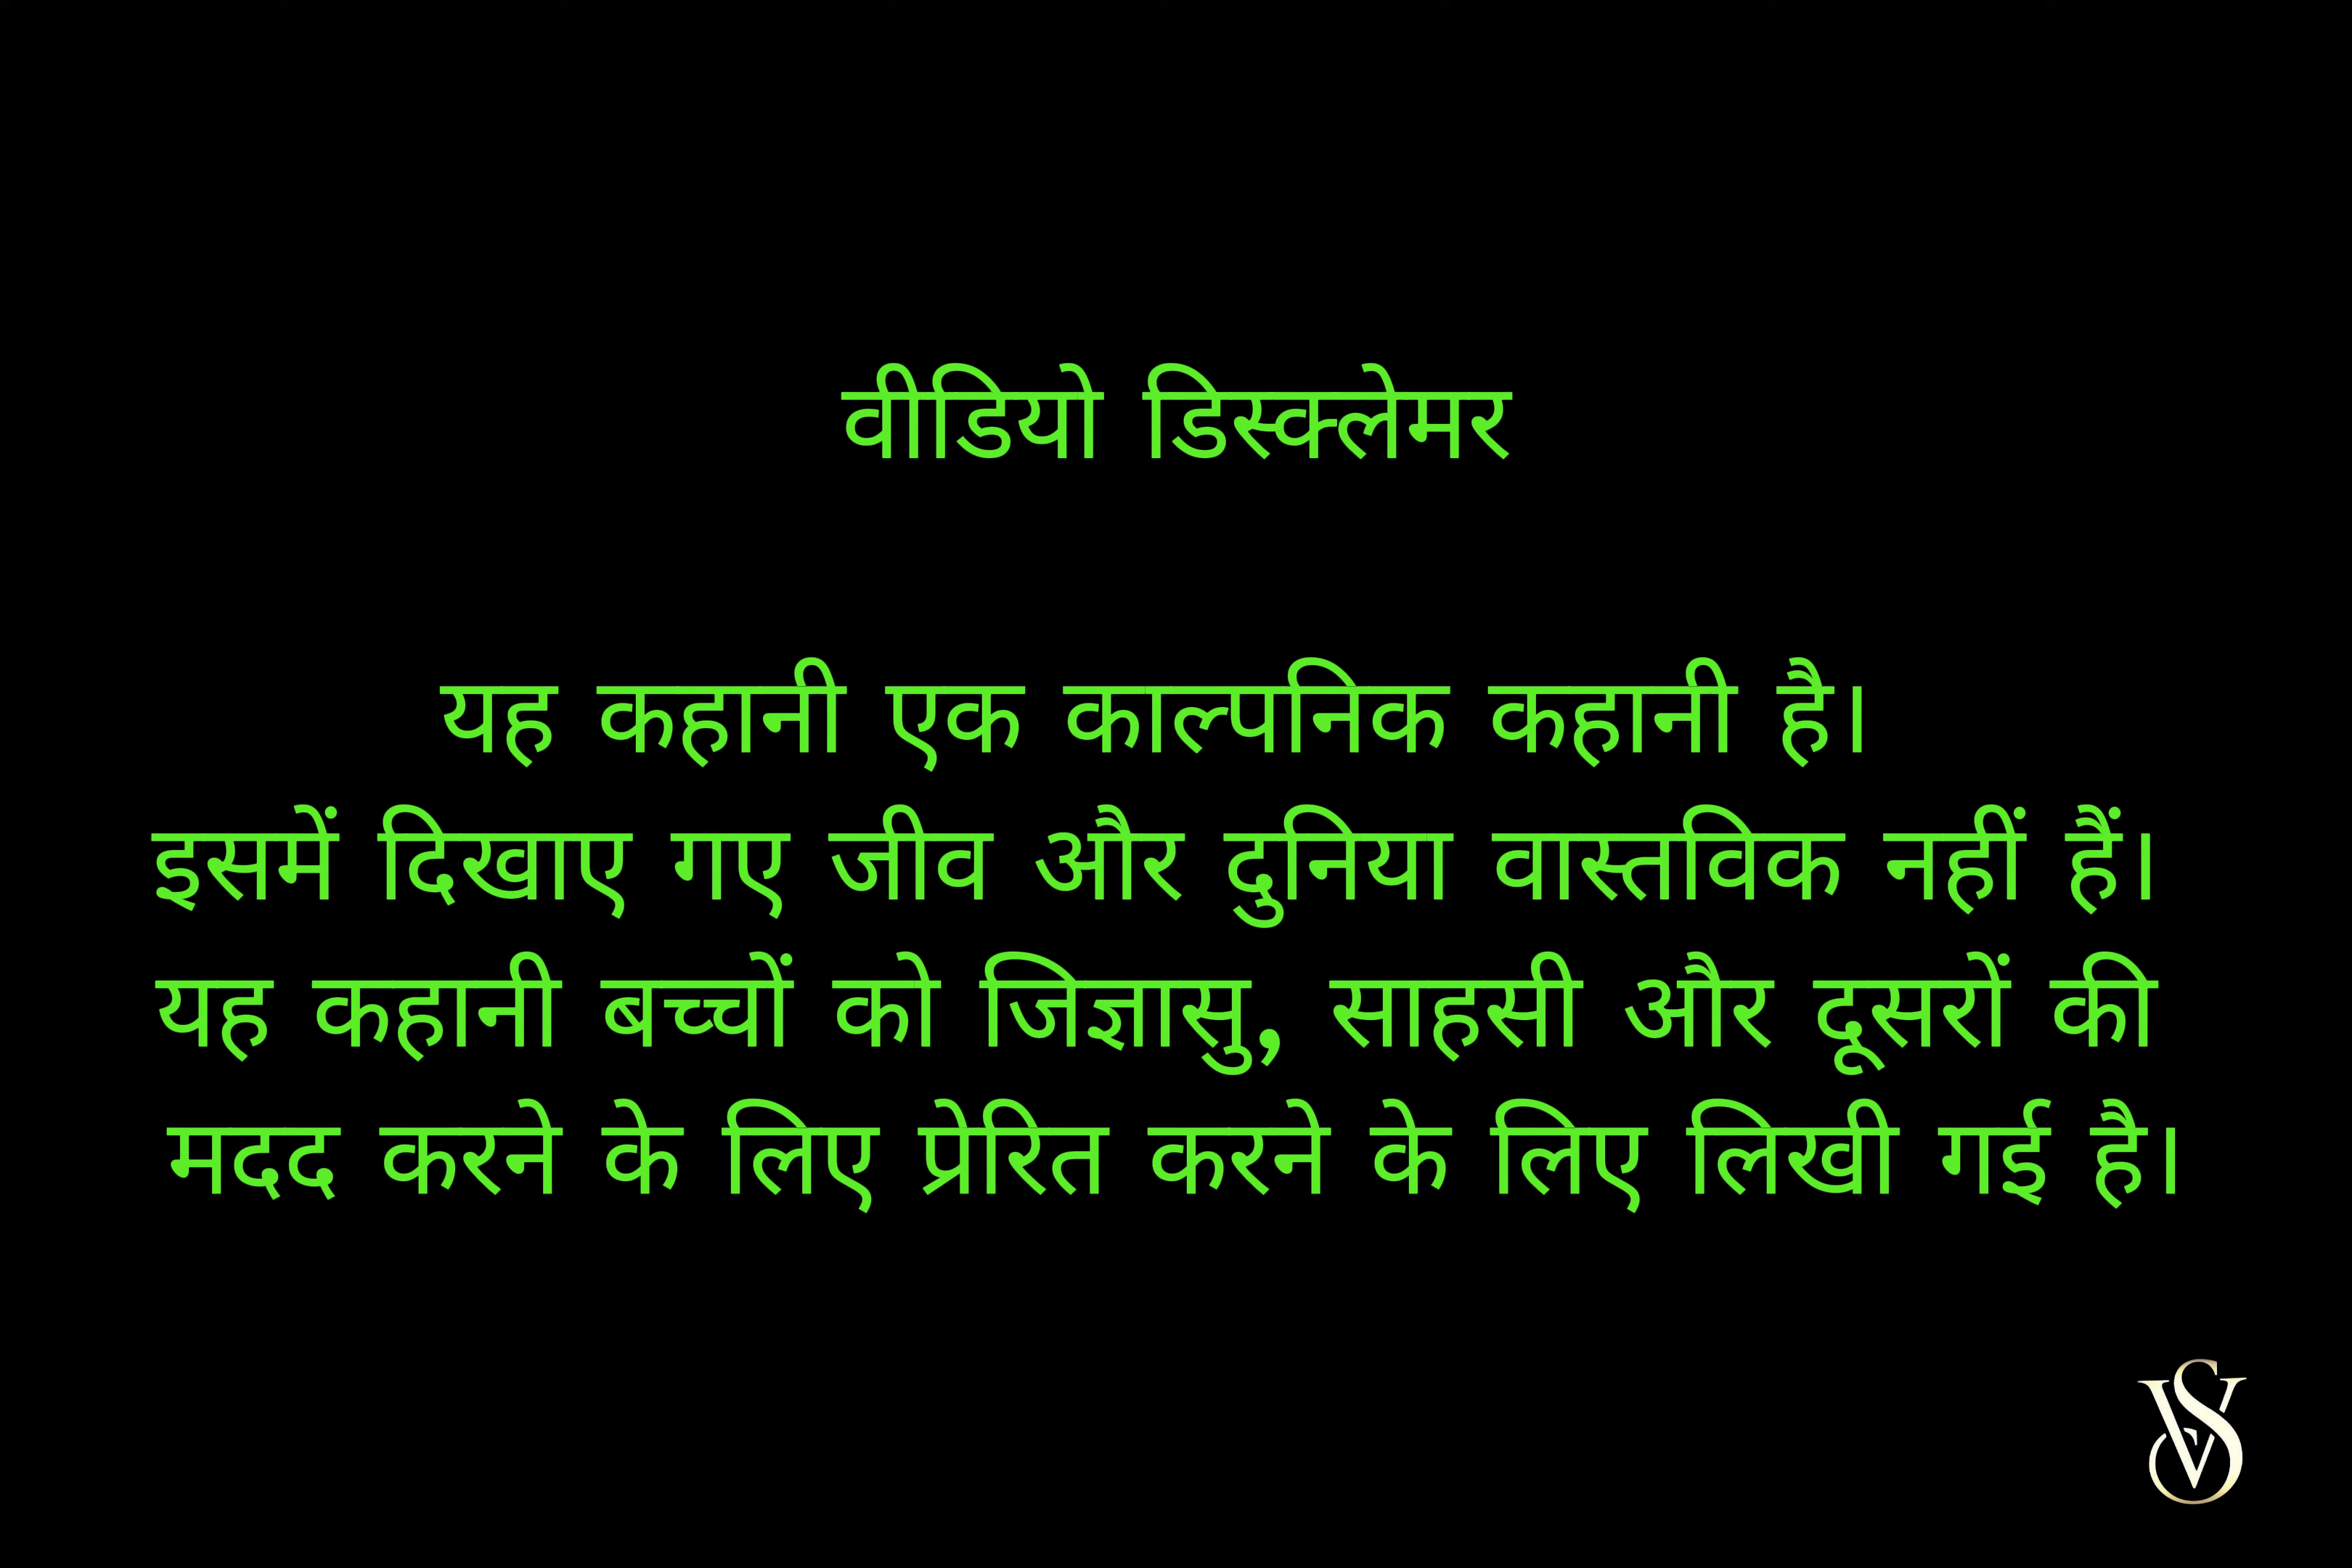 वीडियो डिस्क्लेमर
यह कहानी एक काल्पनिक कहानी है।
इसमें दिखाए गए जीव और दुनिया वास्तविक नहीं हैं।
यह कहानी बच्चों को जिज्ञासु, साहसी और दूसरों की
मदद करने के लिए प्रेरित करने के लिए लिखी गई है।
VS